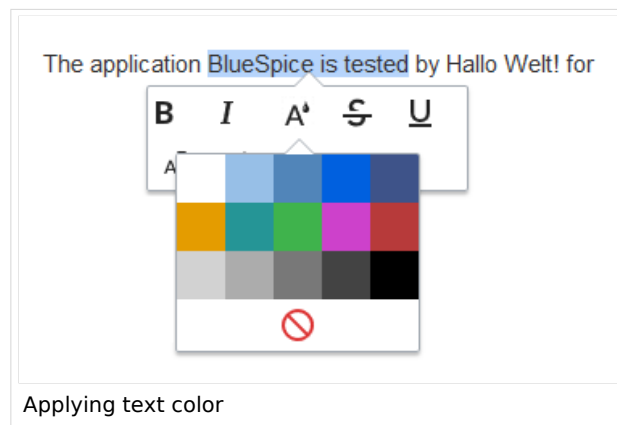 The application BlueSpice is tested by Hallo Welt! for
B I A S U
A
Applying text color